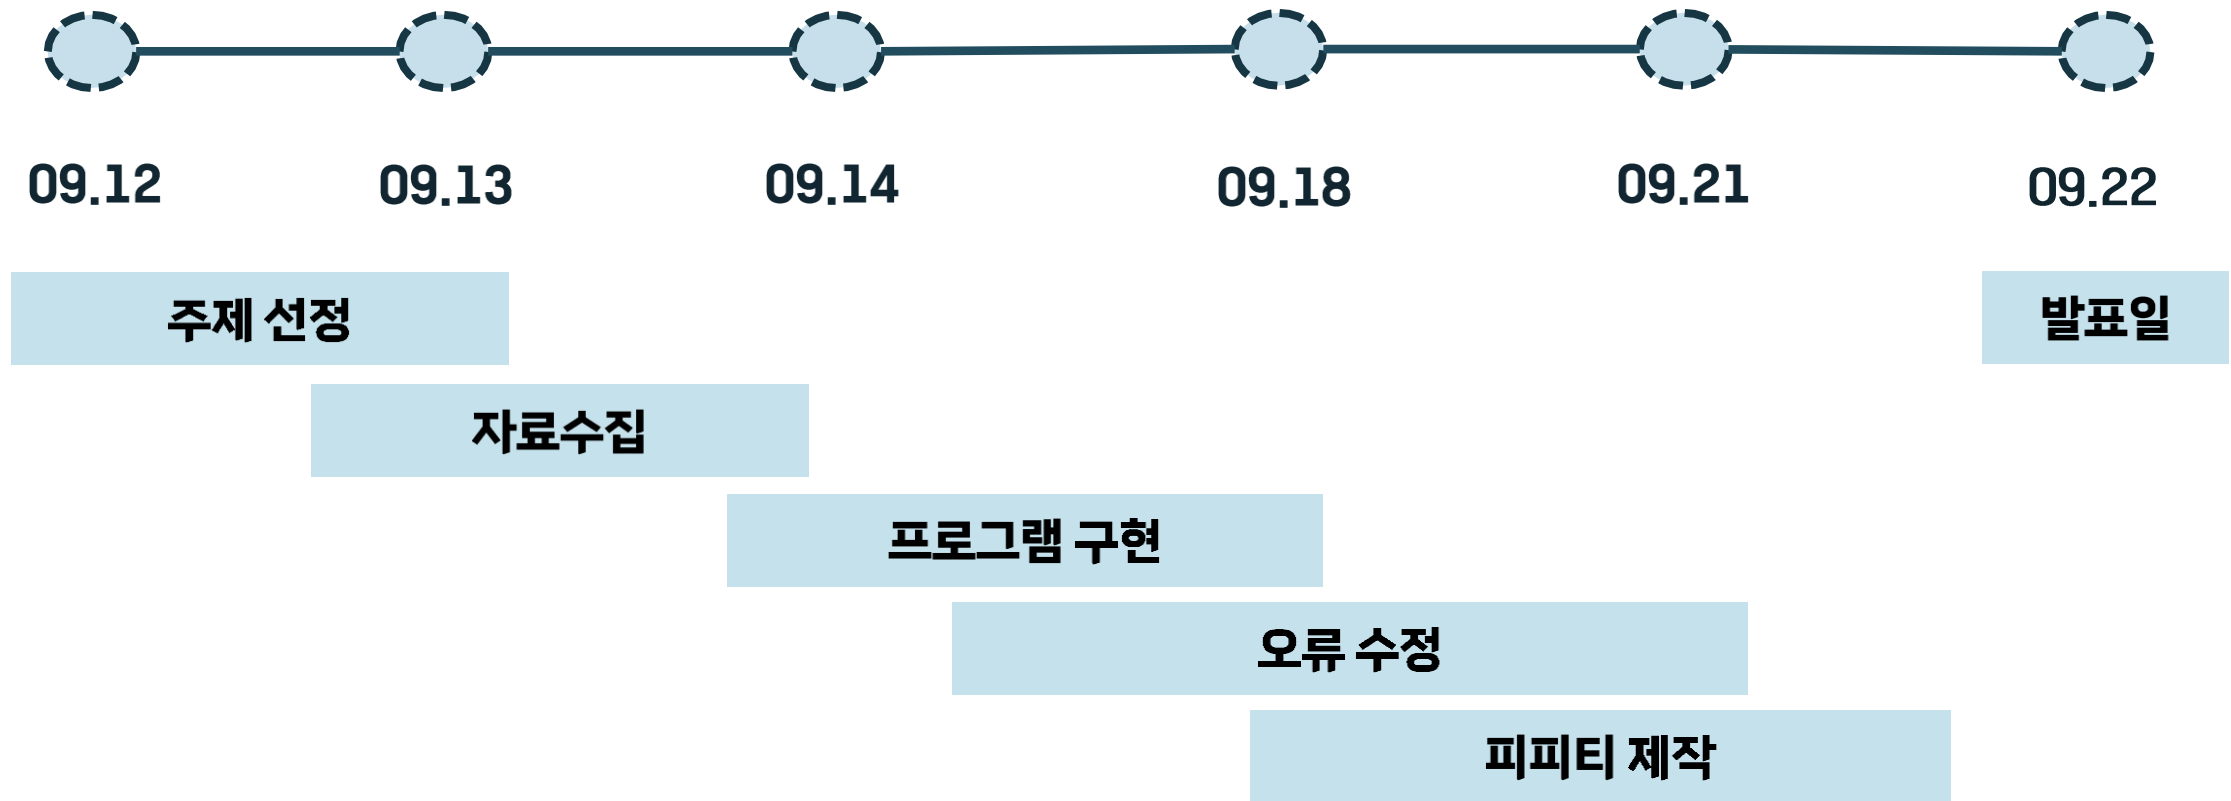 09.12 09.13 09.14 09.18 09.21 09.22
주제 선정 발표일
자료수집
프로그램 구현
오류 수정
피피티 제작